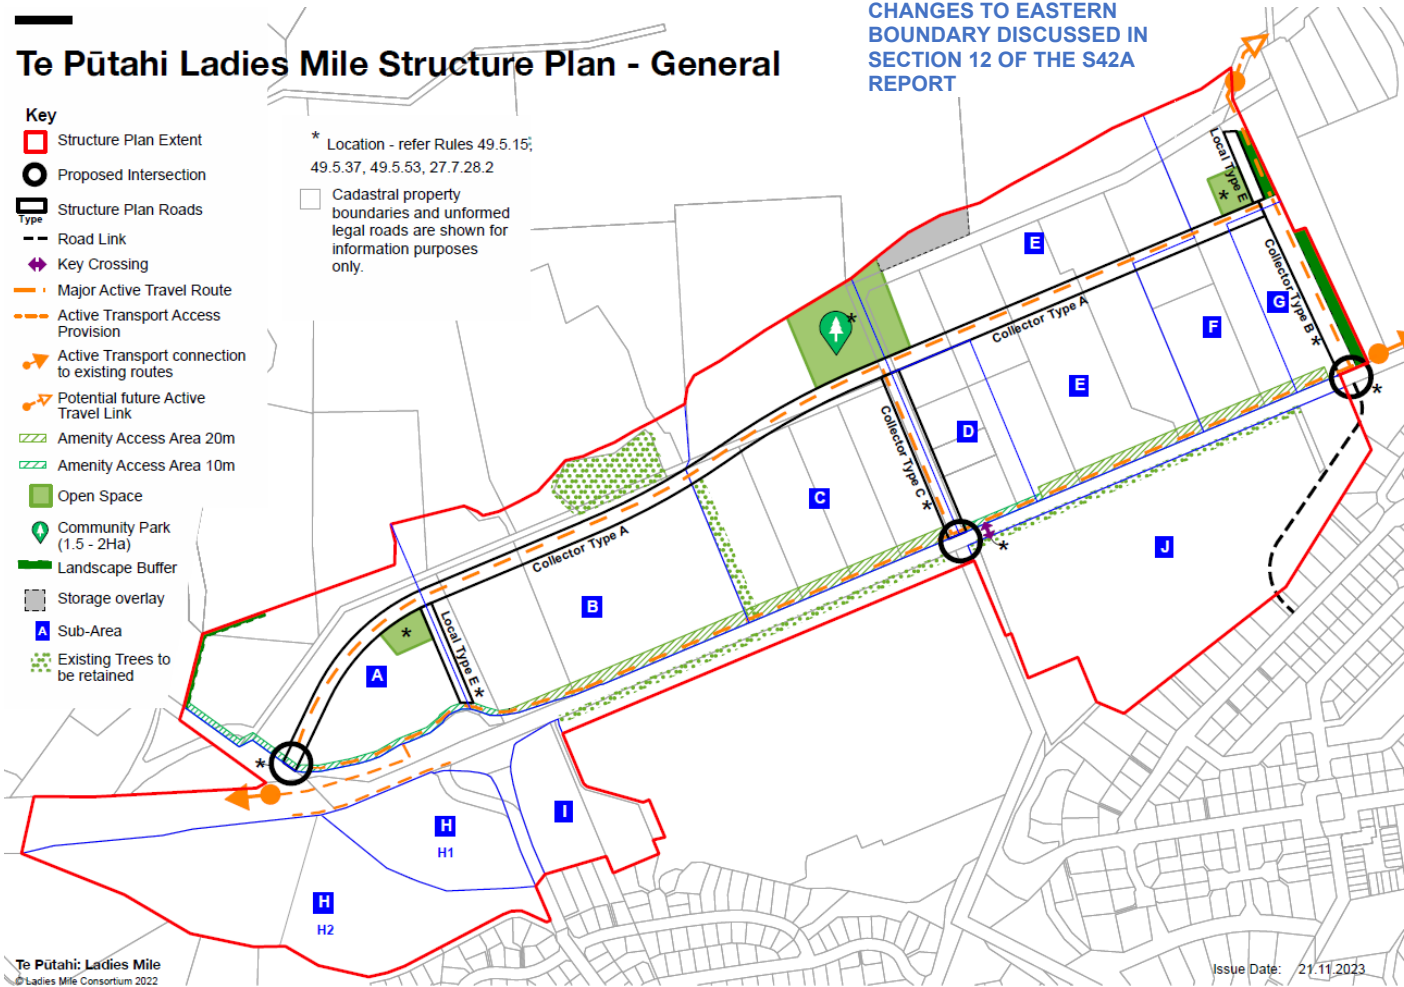 CHANGES TO EASTERN
BOUNDARY DISCUSSED IN
SECTION 12 OF THE S42A
REPORT
Te Pūtahi Ladies Mile Structure Plan - General
Key
Structure Plan Extent
Proposed Intersection
Structure Plan Roads
Type
Road Link
Key Crossing
Major Active Travel Route
Active Transport Access
Provision
Active Transport connection
to existing routes
Potential future Active
Travel Link
Amenity Access Area 20m
Amenity Access Area 10m
Open Space
Community Park
(1.5 - 2Ha)
Landscape Buffer
Storage overlay
A Sub-Area
Existing Trees to
be retained
* Location - refer Rules 49.5.15;
49.5.37, 49.5.53, 27.7.28.2
Cadastral property
boundaries and unformed
legal roads are shown for
information purposes
only.
Local Type E
*
E
Collector Type B *
G
*
Collector Type A
F
E
*
D
Collector Type C *
C
*
J
Collector Type A
B
*
Local Type E *
A
*
I
H
H1
H
H2
Te Pūtahi: Ladies Mile
© Ladies Mile Consortium 2022
Issue Date: 21.11.2023